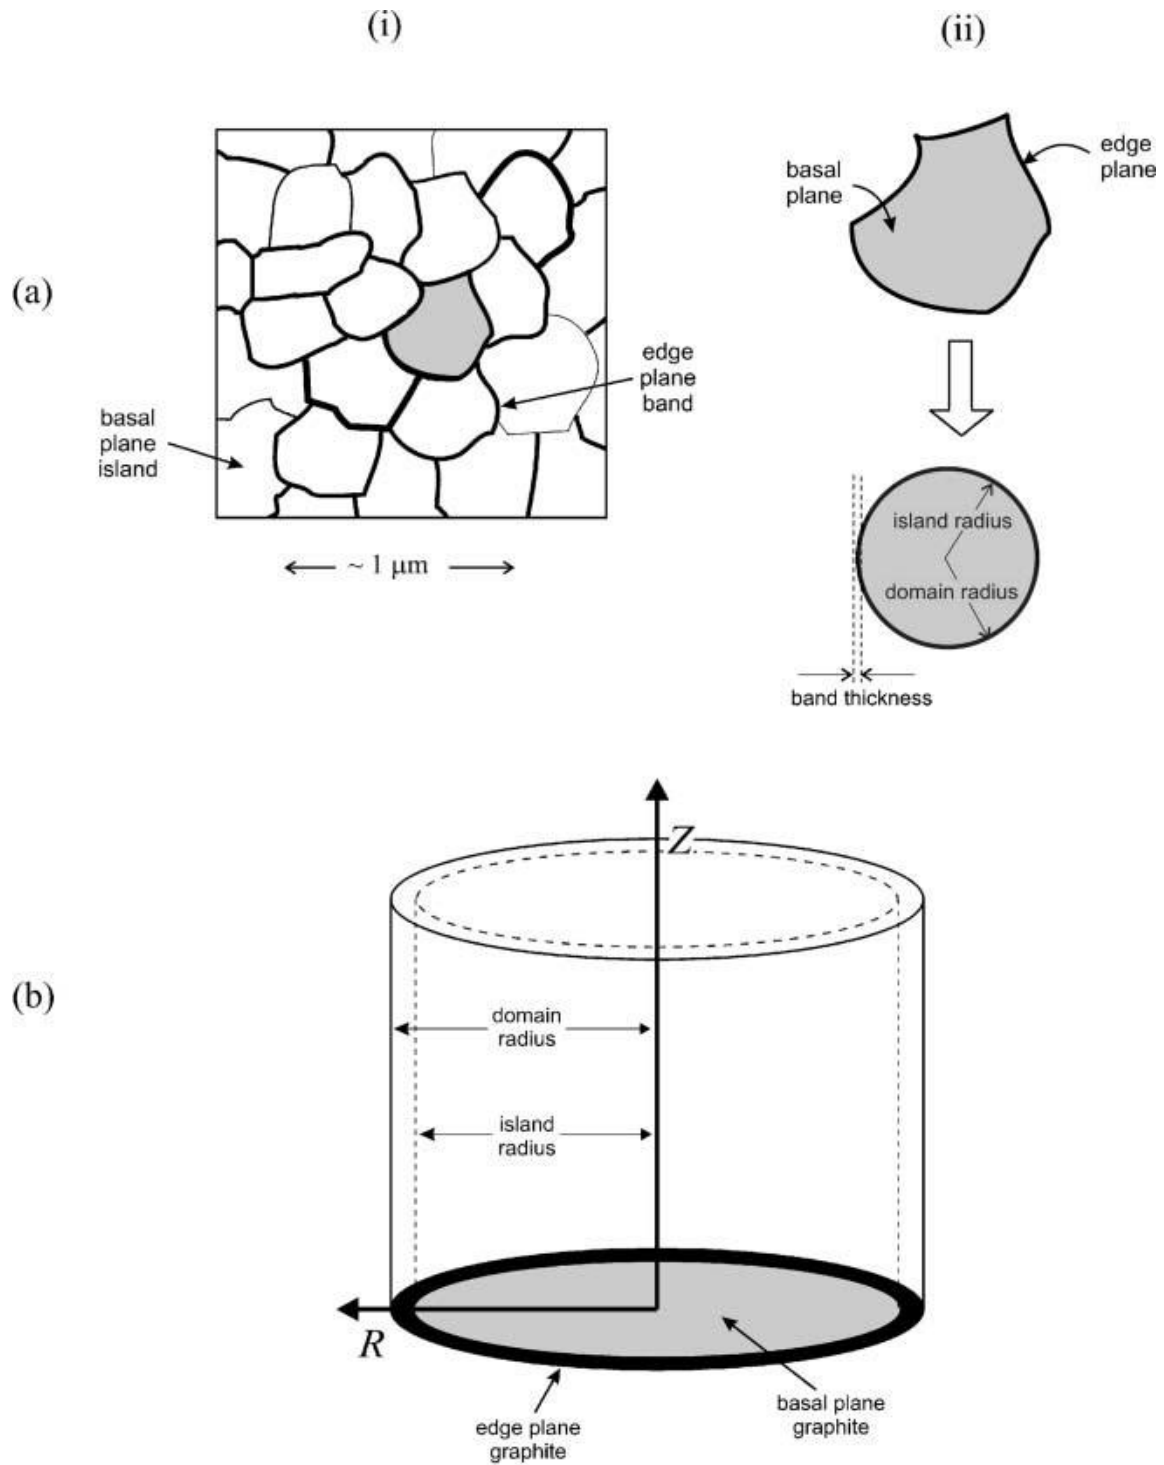 (i)
(ii)
(a)
basal
plane
island
edge
plane
band
~ 1 μm
basal
plane
edge
plane
island radius
domain radius
band thickness
(b)
Z
domain
radius
island
radius
R
edge plane
graphite
basal plane
graphite